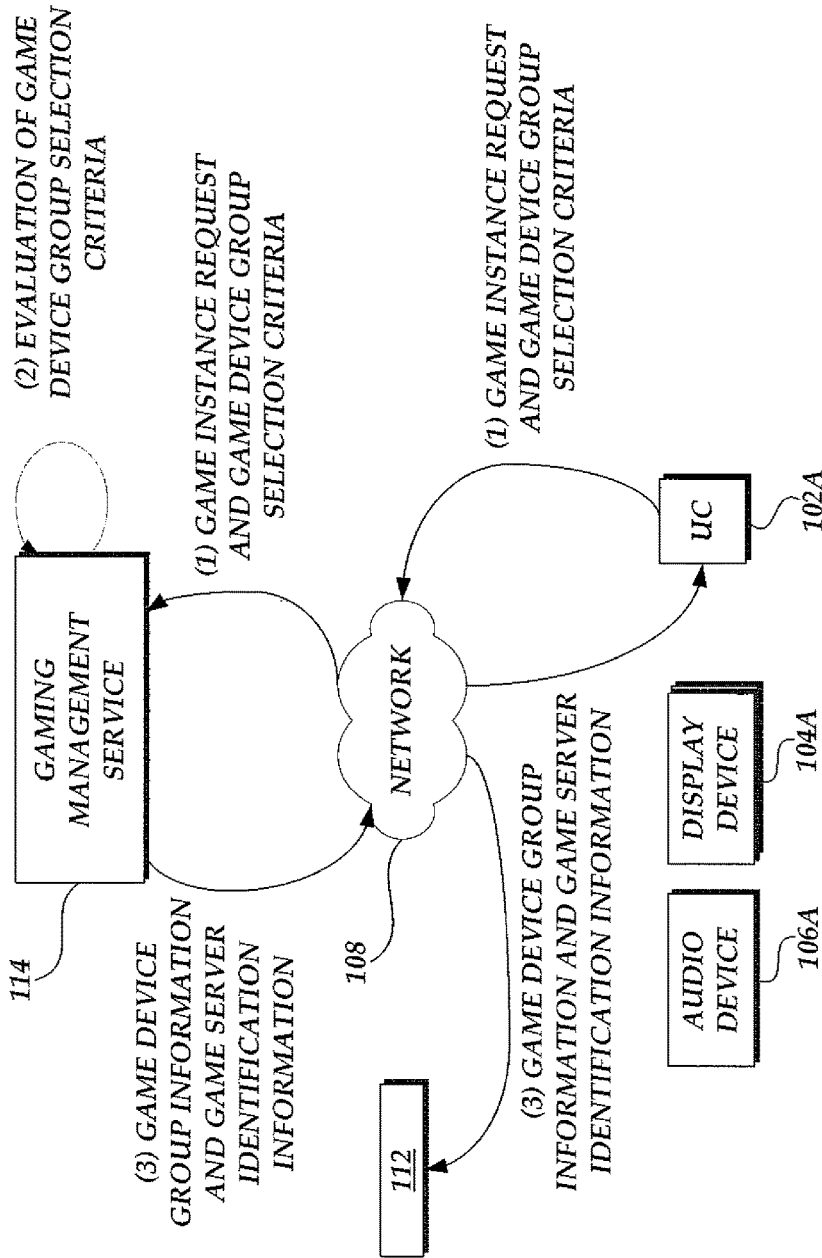 (2) EVALUATION OF GAME
DEVICE GROUP SELECTION
CRITERIA
GAMING
MANAGEMENT
SERVICE
114
(1) GAME INSTANCE REQUEST
AND GAME DEVICE GROUP
SELECTION CRITERIA
(3) GAME DEVICE
GROUP INFORMATION
AND GAME SERVER
IDENTIFICATION
INFORMATION
NETWORK
108
112
(1) GAME INSTANCE REQUEST
AND GAME DEVICE GROUP
SELECTION CRITERIA
(3) GAME DEVICE GROUP
INFORMATION AND GAME SERVER
IDENTIFICATION INFORMATION
AUDIO
DEVICE
106A
DISPLAY
DEVICE
104A
UC
102A